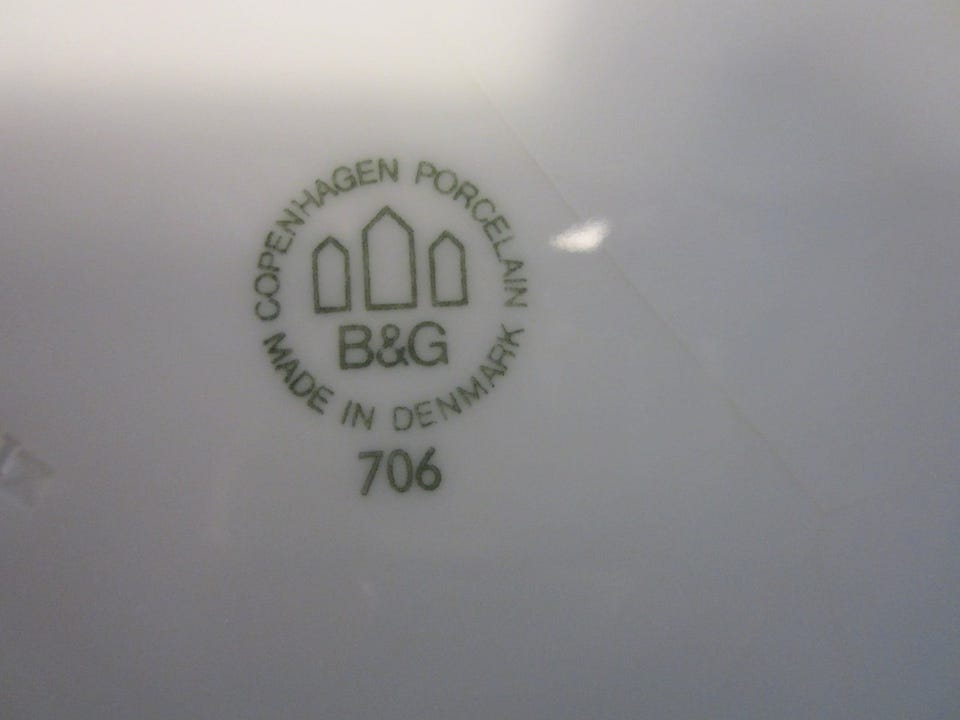 COPENHAGEN PORCELAIN
B&G
MADE IN DENMARK
706